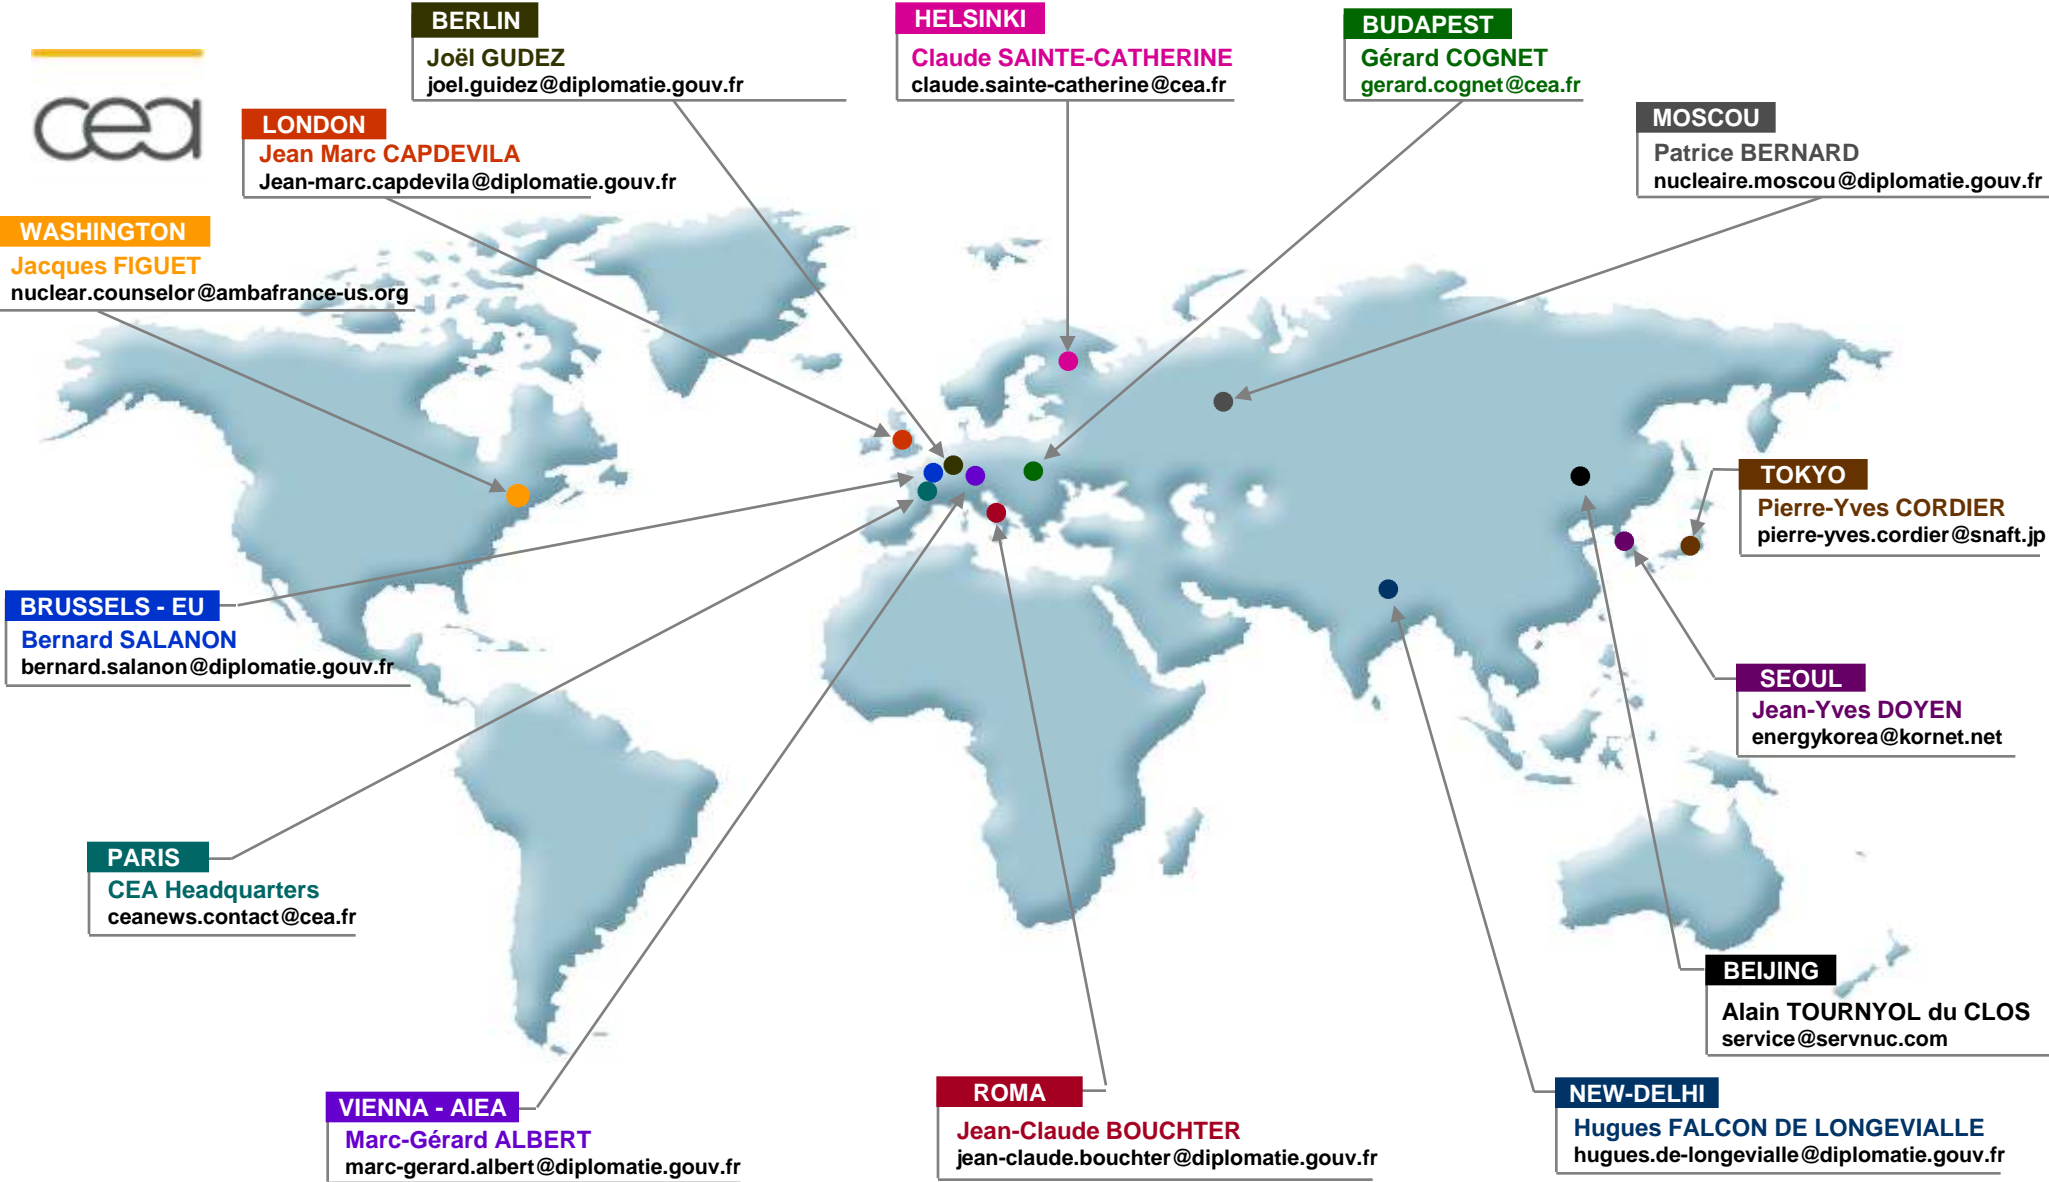 cea
BERLIN
Joël GUDEZ
joel.guidez@diplomatie.gouv.fr
HELSINKI
Claude SAINTE-CATHERINE
claude.sainte-catherine@cea.fr
BUDAPEST
Gérard COGNET
gerard.cognet@cea.fr
LONDON
Jean Marc CAPDEVILA
Jean-marc.capdevila@diplomatie.gouv.fr
MOSCOU
Patrice BERNARD
nucleaire.moscou@diplomatie.gouv.fr
WASHINGTON
Jacques FIGUET
nuclear.counselor@ambafrance-us.org
TOKYO
Pierre-Yves CORDIER
pierre-yves.cordier@snaft.jp
BRUSSELS - EU
Bernard SALANON
bernard.salanon@diplomatie.gouv.fr
SEOUL
Jean-Yves DOYEN
energykorea@kornet.net
PARIS
CEA Headquarters
ceanews.contact@cea.fr
BEIJING
Alain TOURNYOL du CLOS
service@servnuc.com
VIENNA - AIEA
Marc-Gérard ALBERT
marc-gerard.albert@diplomatie.gouv.fr
ROMA
Jean-Claude BOUCHTER
jean-claude.bouchter@diplomatie.gouv.fr
NEW-DELHI
Hugues FALCON DE LONGEVIALLE
hugues.de-longevialle@diplomatie.gouv.fr